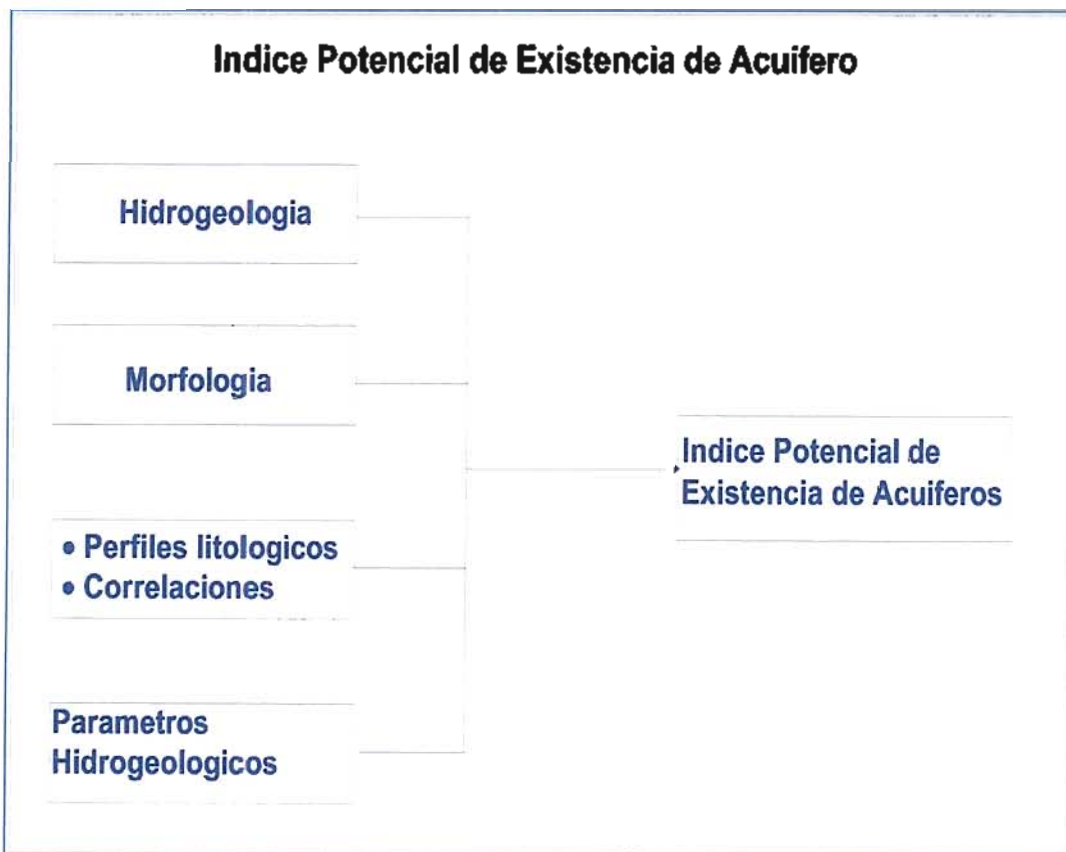 Indice Potencial de Existencia de Acuifero
Hidrogeologia
Morfologia
• Perfiles litologicos
• Correlaciones
Parametros
Hidrogeologicos
Indice Potencial de
Existencia de Acuiferos